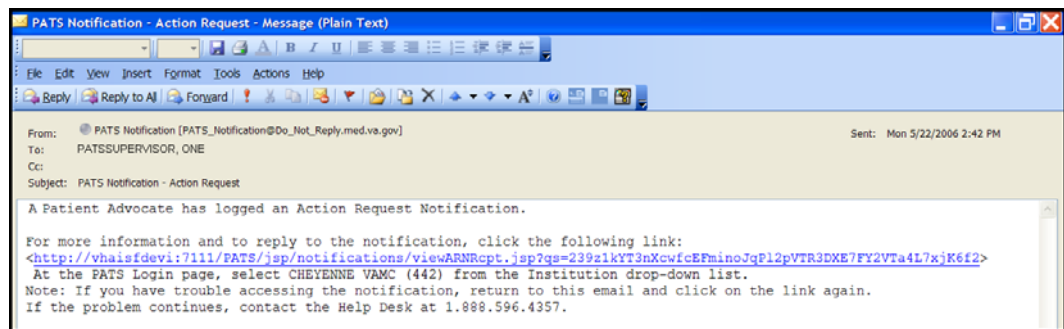 PATS Notification - Action Request - Message (Plain Text)
File Edit View Insert Format Tools Actions Help
Reply Reply to All Forward
From: PATS Notification [PATS_Notification@Do_Not_Reply.med.va.gov] Sent: Mon 5/22/2006 2:42 PM
To: PATSSUPERVISOR, ONE
Cc:
Subject: PATS Notification - Action Request
A Patient Advocate has logged an Action Request Notification.
For more information and to reply to the notification, click the following link:
<http://vhaisfdevi:7111/PATS/jsp/notifications/viewARNRcpt.jsp?qs=239z1kYT3nXcwfcEFminoJqPl2pVTR3DXE7FY2VTa4L7xjK6f2>
At the PATS Login page, select CHEYENNE VAMC (442) from the Institution drop-down list.
Note: If you have trouble accessing the notification, return to this email and click on the link again.
If the problem continues, contact the Help Desk at 1.888.596.4357.